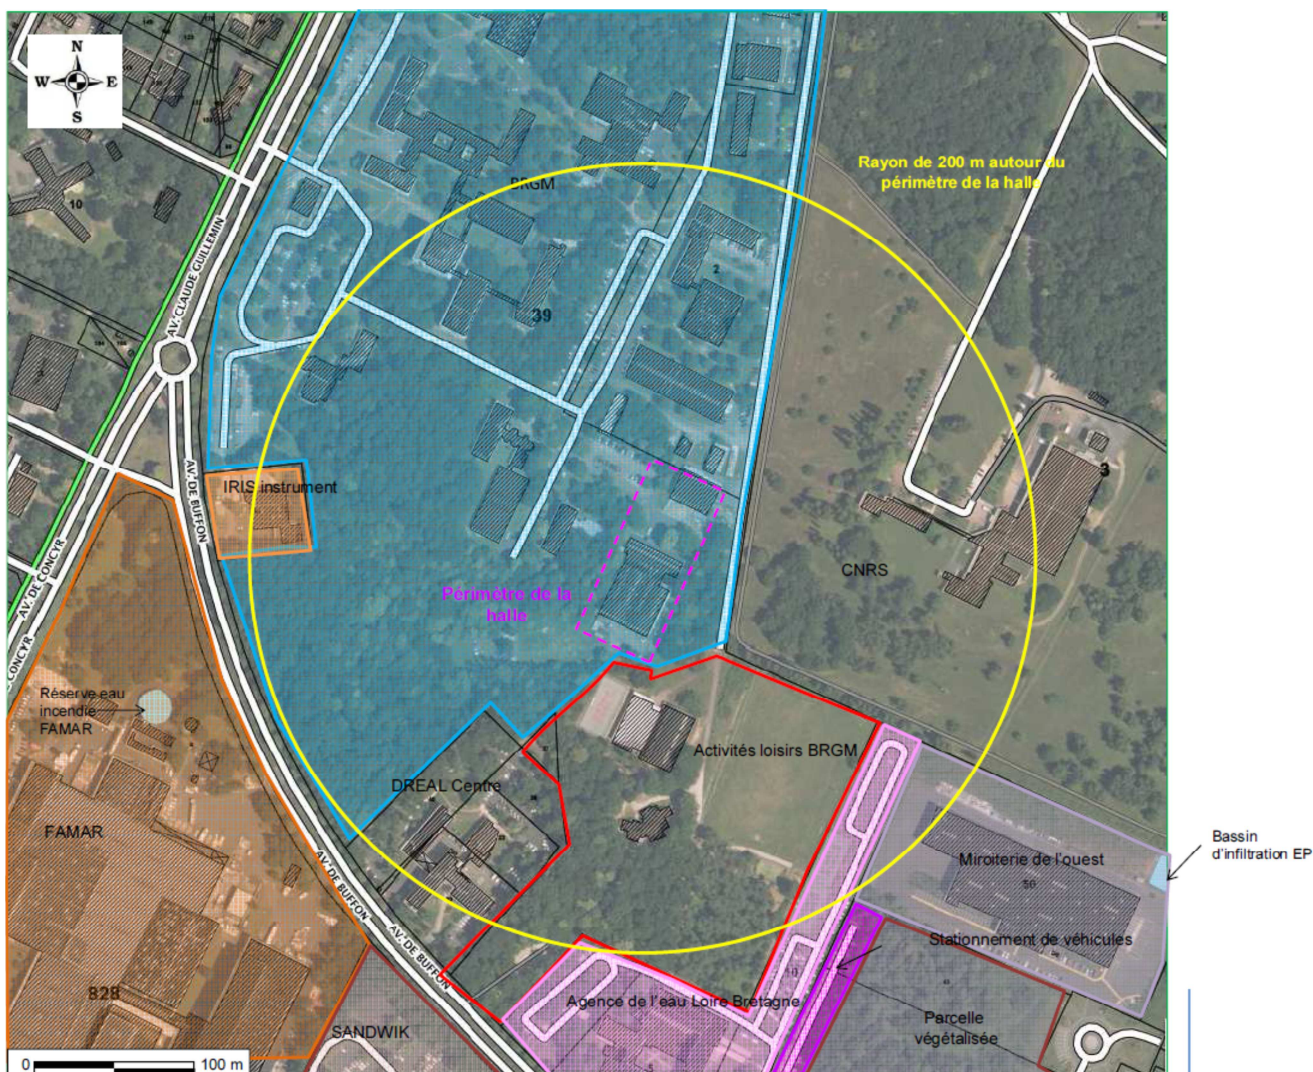 N
W E
S
10
AV. CLAUDE GUILLEMIN
BRGM
Rayon de 200 m autour du
périmètre de la halle
2
39
3
IRIS instrument
AV. DE BUFFON
CNRS
Périmètre de la
halle
AV. DE CONCYR
CONCYR
Réserve eau
incendie
FAMAR
Activités loisirs BRGM
DREAL Centre
FAMAR
Miroiterie de l'ouest
50
Bassin
d'infiltration EP
AV. DE BUFFON
AV. DE BUFFON
Stationnement de véhicules
10
Agence de l'eau Loire Bretagne
Parcelle
végétalisée
828
SANDWIK
0 100 m